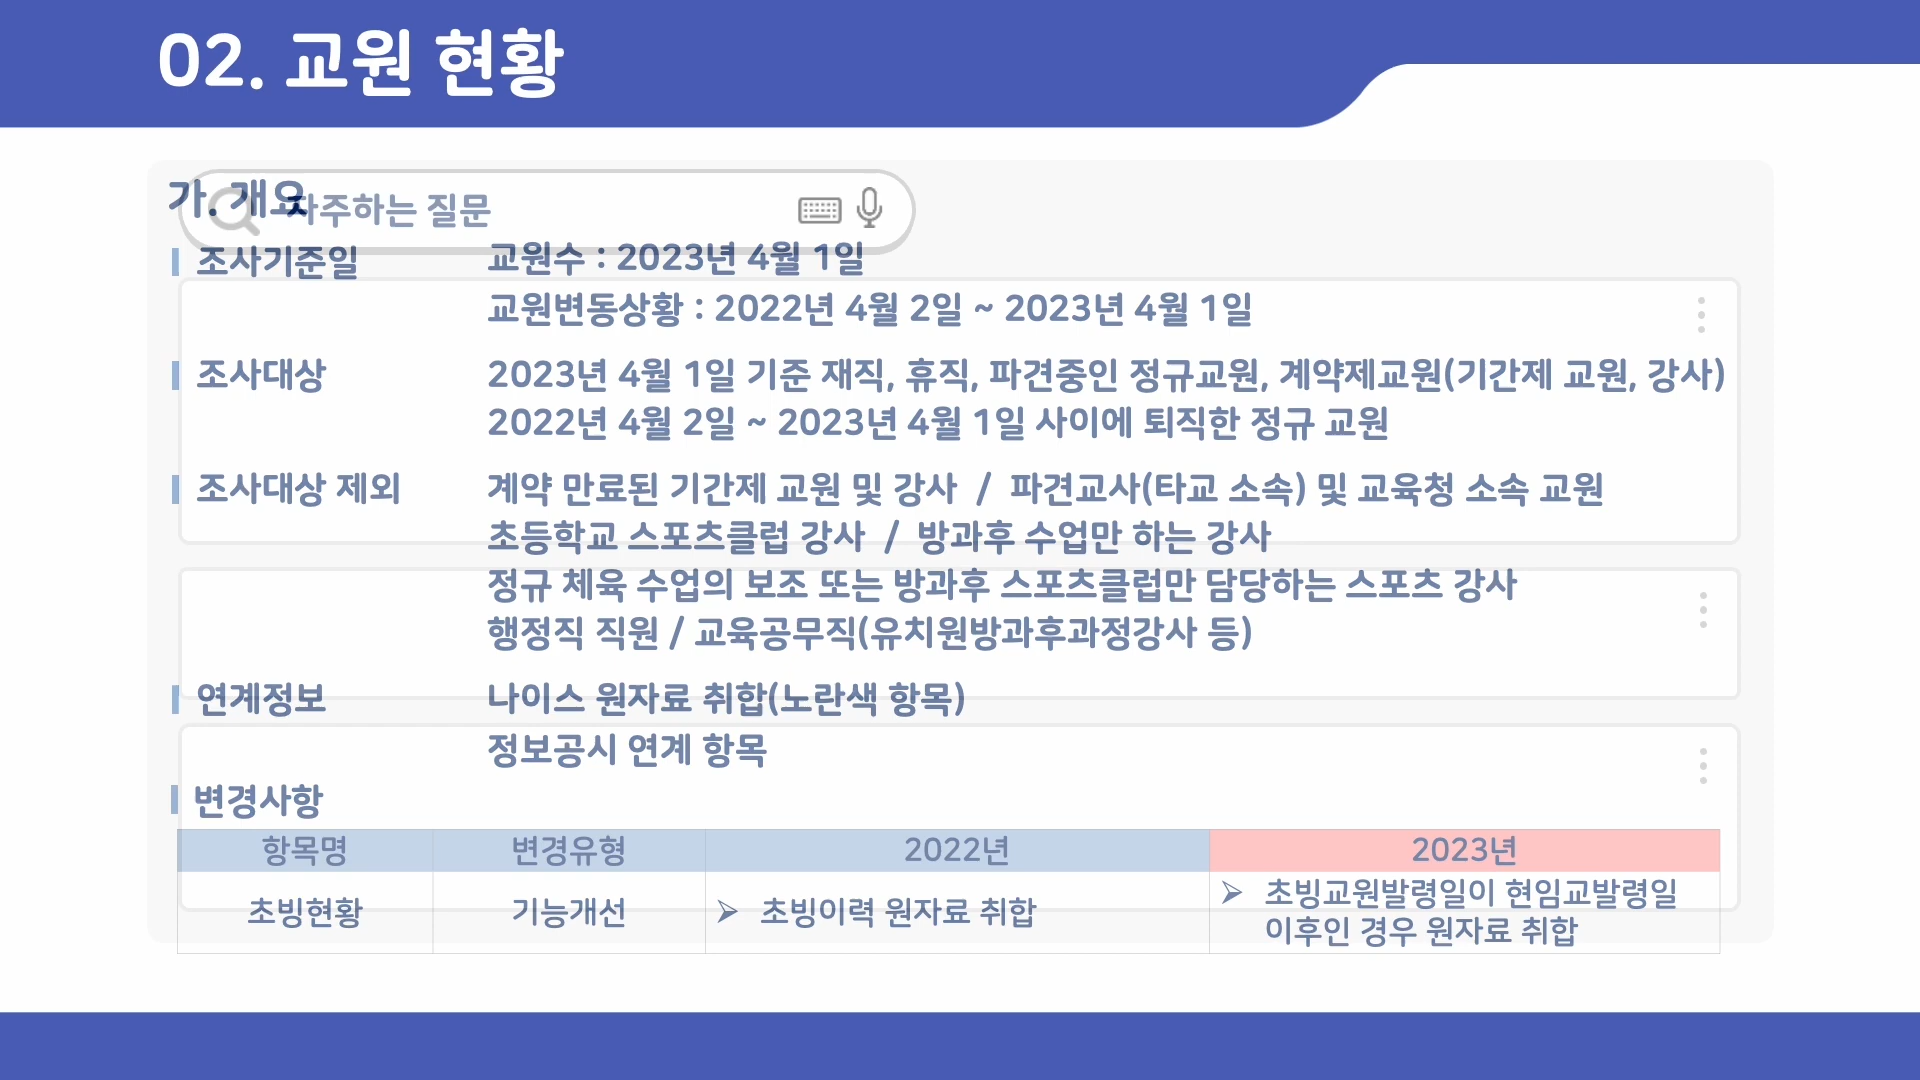 02. 교원 현황
가. 개요
자주하는 질문
조사기준일 교원수 : 2023년 4월 1일
교원변동상황 : 2022년 4월 2일 ~ 2023년 4월 1일
조사대상 2023년 4월 1일 기준 재직, 휴직, 파견중인 정규교원, 계약제교원(기간제 교원, 강사)
2022년 4월 2일 ~ 2023년 4월 1일 사이에 퇴직한 정규 교원
조사대상 제외 계약 만료된 기간제 교원 및 강사 / 파견교사(타교 소속) 및 교육청 소속 교원
초등학교 스포츠클럽 강사 / 방과후 수업만 하는 강사
정규 체육 수업의 보조 또는 방과후 스포츠클럽만 담당하는 스포츠 강사
행정직 직원 / 교육공무직(유치원방과후과정강사 등)
연계정보 나이스 원자료 취합(노란색 항목)
정보공시 연계 항목
변경사항
항목명 변경유형 2022년 2023년
초빙현황 기능개선 ➢ 초빙이력 원자료 취합 ➢ 초빙교원발령일이 현임교발령일
이후인 경우 원자료 취합